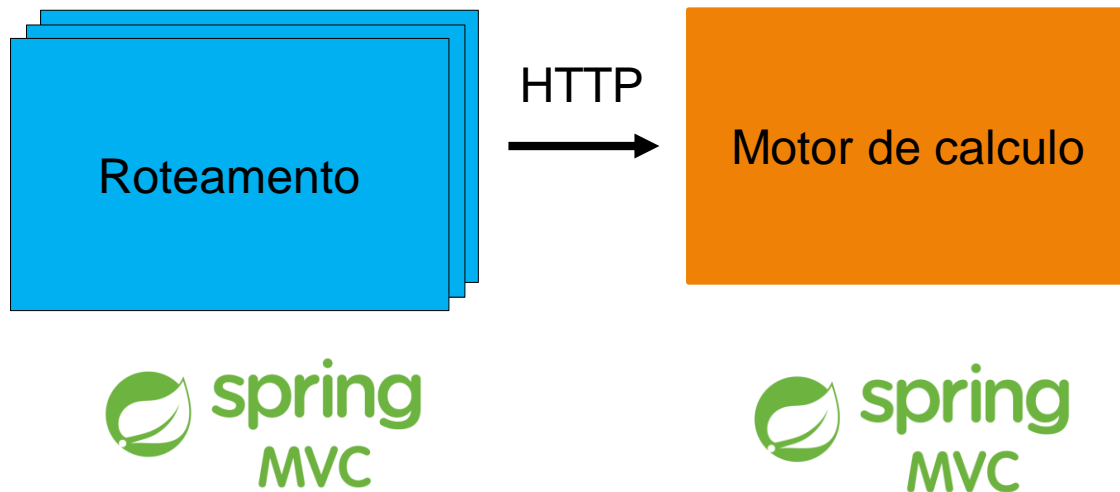 Roteamento
HTTP
Motor de calculo
spring
MVC
spring
MVC